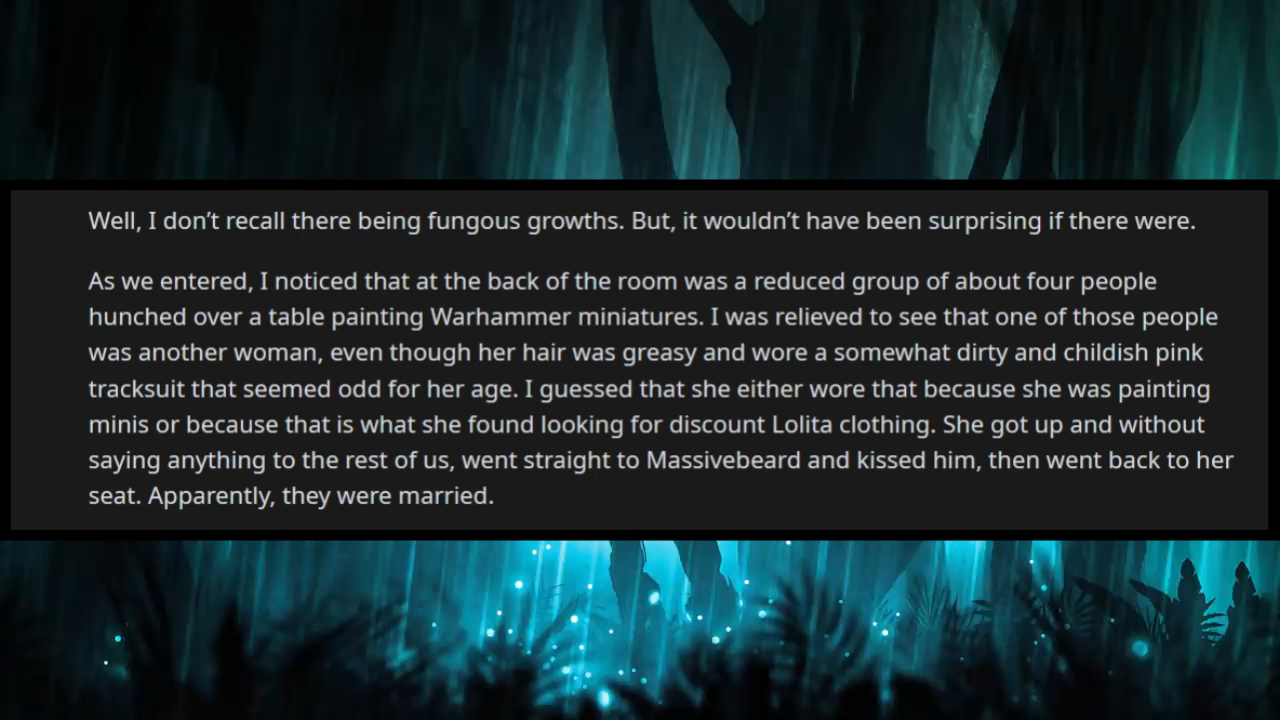 Well, I don’t recall there being fungous growths. But, it wouldn’t have been surprising if there were.
As we entered, I noticed that at the back of the room was a reduced group of about four people
hunched over a table painting Warhammer miniatures. I was relieved to see that one of those people
was another woman, even though her hair was greasy and wore a somewhat dirty and childish pink
tracksuit that seemed odd for her age. I guessed that she either wore that because she was painting
minis or because that is what she found looking for discount Lolita clothing. She got up and without
saying anything to the rest of us, went straight to Massivebeard and kissed him, then went back to her
seat. Apparently, they were married.